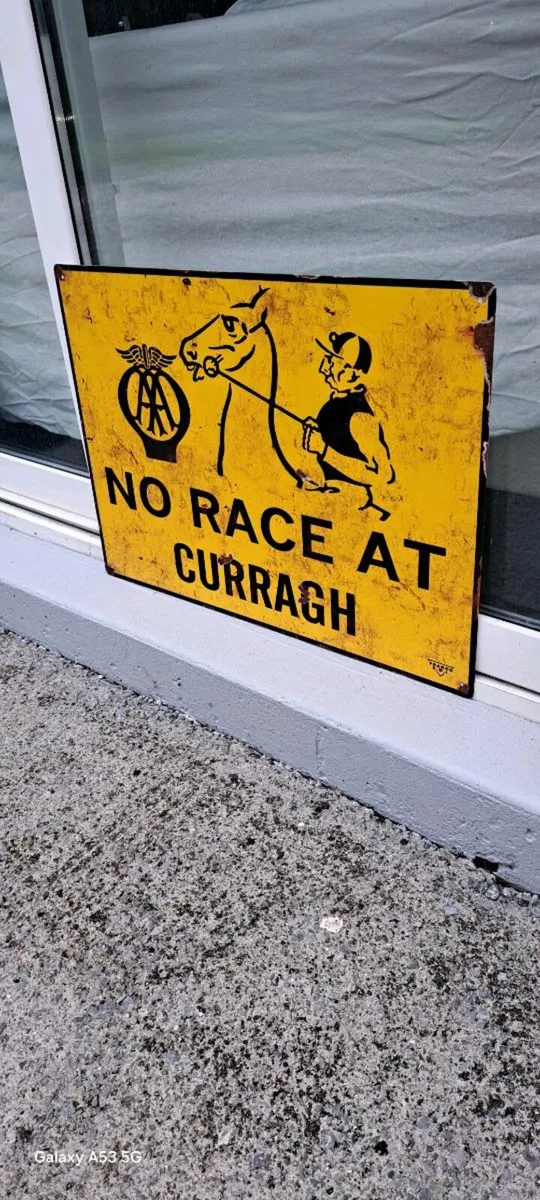 AA
NO RACE AT
CURRAGH
Galaxy A53 5G